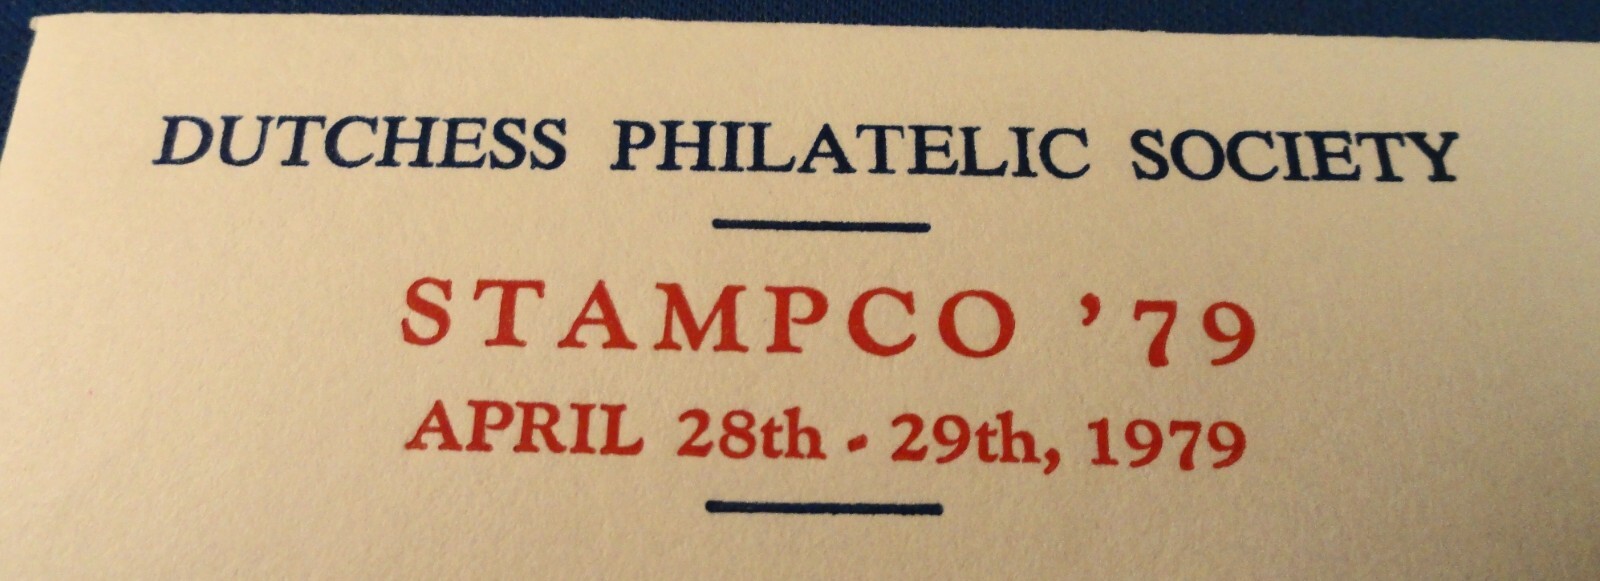 DUTCHESS PHILATELIC SOCIETY
STAMPCO '79
APRIL 28th - 29th, 1979